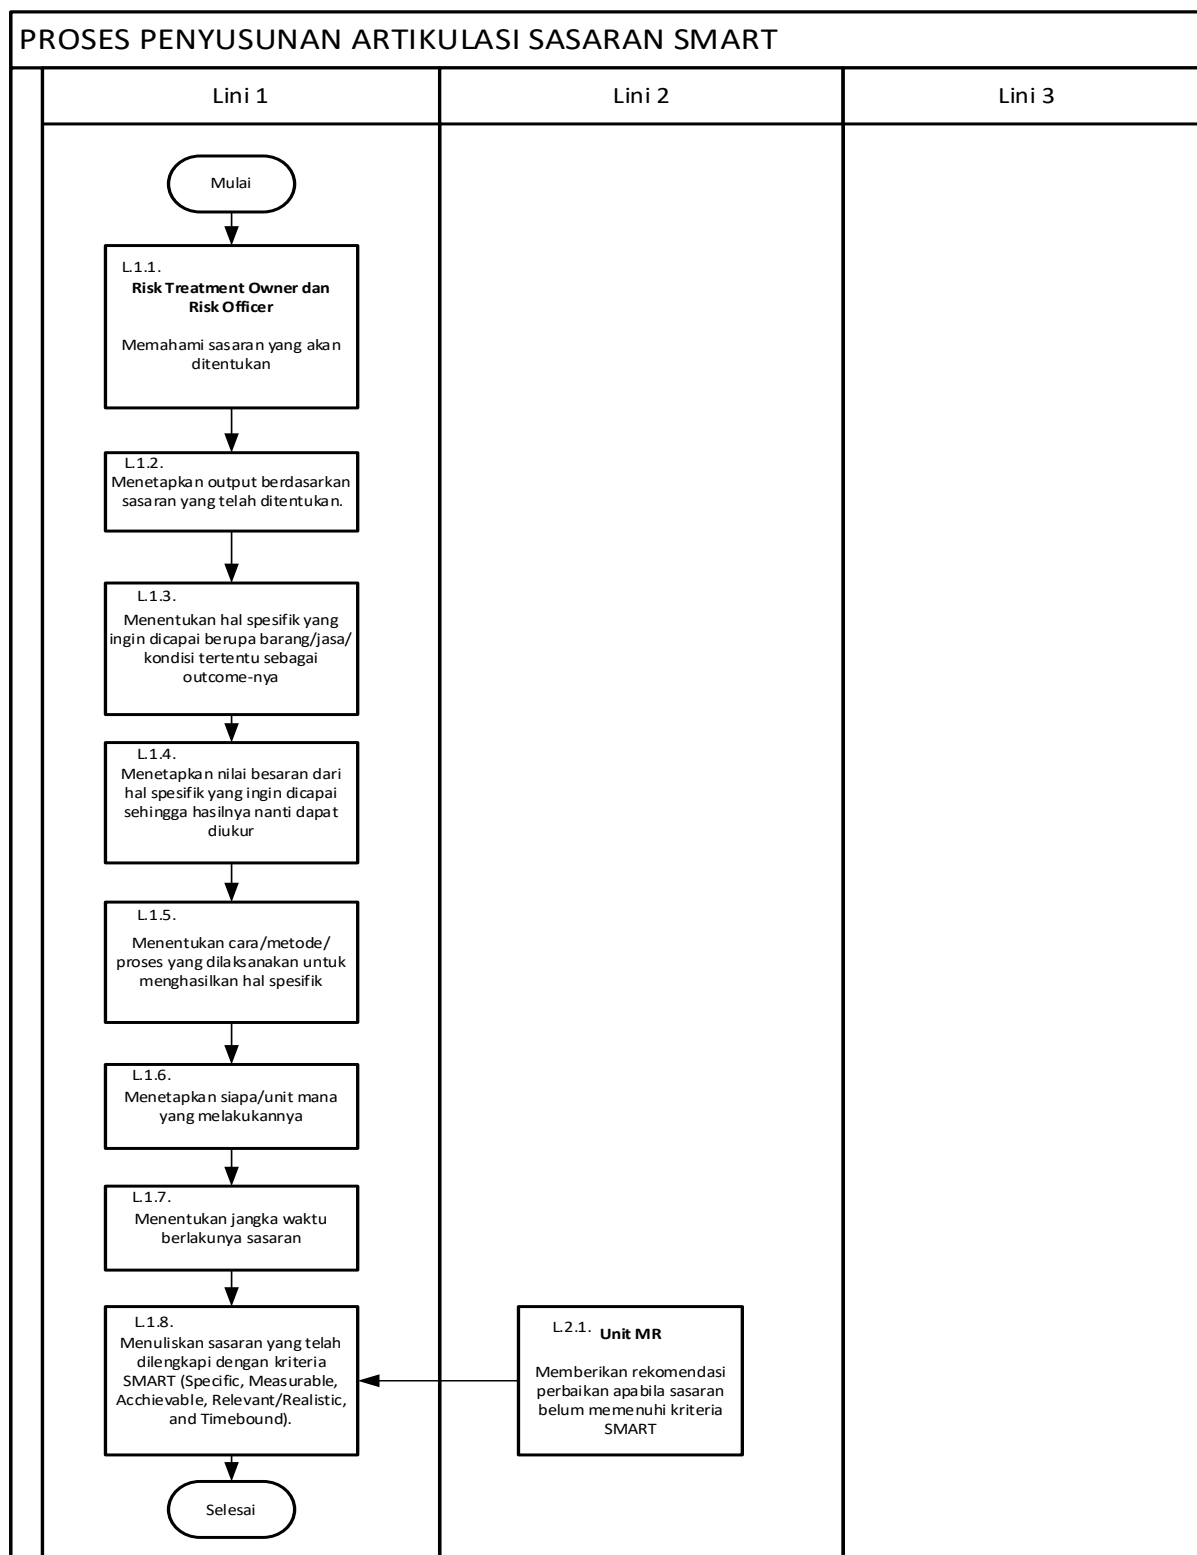 PROSES PENYUSUNAN ARTIKULASI SASARAN SMART
Lini 1
Lini 2
Lini 3
Mulai
L.1.1.
Risk Treatment Owner dan
Risk Officer
Memahami sasaran yang akan
ditentukan
L.1.2.
Menetapkan output berdasarkan
sasaran yang telah ditentukan.
L.1.3.
Menentukan hal spesifik yang
ingin dicapai berupa barang/jasa/
kondisi tertentu sebagai
outcome-nya
L.1.4.
Menetapkan nilai besaran dari
hal spesifik yang ingin dicapai
sehingga hasilnya nanti dapat
diukur
L.1.5.
Menentukan cara/metode/
proses yang dilaksanakan untuk
menghasilkan hal spesifik
L.1.6.
Menetapkan siapa/unit mana
yang melakukannya
L.1.7.
Menentukan jangka waktu
berlakunya sasaran
L.1.8.
Menuliskan sasaran yang telah
dilengkapi dengan kriteria
SMART (Specific, Measurable,
Acchievable, Relevant/Realistic,
and Timebound).
L.2.1. Unit MR
Memberikan rekomendasi
perbaikan apabila sasaran
belum memenuhi kriteria
SMART
Selesai